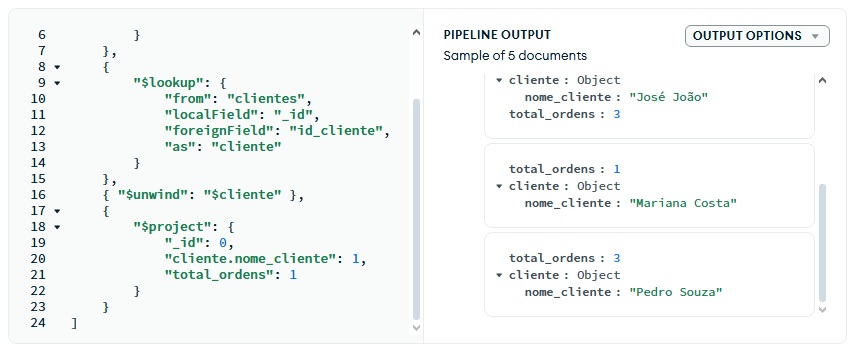 6 }
7 },
8 {
9 "$lookup": {
10 "from": "clientes",
11 "localField": "_id",
12 "foreignField": "id_cliente",
13 "as": "cliente"
14 }
15 },
16 { "$unwind": "$cliente" },
17 {
18 "$project": {
19 "_id": 0,
20 "cliente.nome_cliente": 1,
21 "total_ordens": 1
22 }
23 }
24 ]
PIPELINE OUTPUT
OUTPUT OPTIONS
Sample of 5 documents
cliente : Object
nome_cliente : "José João"
total_ordens : 3
total_ordens : 1
cliente : Object
nome_cliente : "Mariana Costa"
total_ordens : 3
cliente : Object
nome_cliente : "Pedro Souza"